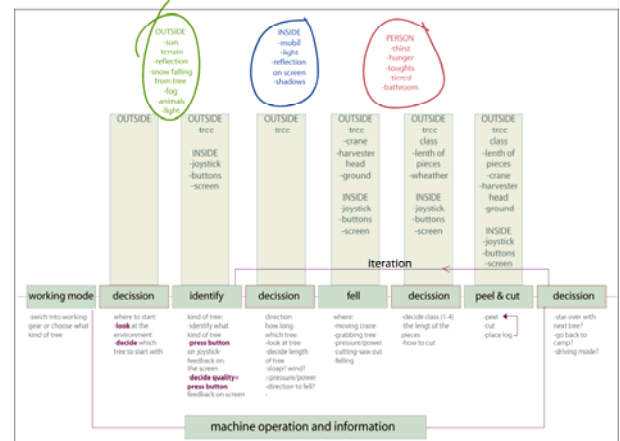 OUTSIDE
-sun
-terrain
-reflection
-snow falling
from tree
-fog
-animals
-light
INSIDE
-mobil
-light
-reflection
on screen
-shadows
PERSON
-thirst
-hunger
-toughts
-tiered
-bathroom
OUTSIDE
OUTSIDE
-tree
INSIDE
-joystick
-buttons
-screen
OUTSIDE
-tree
OUTSIDE
-tree
-crane
-harvester
head
-ground
INSIDE
-joystick
-buttons
-screen
OUTSIDE
tree
class
-lenth of
pieces
-wheather
INSIDE
-joystick
-buttons
-screen
OUTSIDE
tree
class
-lenth of
pieces
-crane
-harvester
head
-ground
INSIDE
-joystick
-buttons
-screen
iteration
working mode
decission
identify
decission
fell
decission
peel & cut
decission
-swich into working
gear or choose what
kind of tree
where to start:
-look at the
environment
-decide which
tree to start with
kind of tree:
-identify what
kind of tree
-press button
on joystick-
feedback on
the screen
-decide quality=
press button
feedback on screen
direction
how long
which tree:
-look at tree
-decide length
of tree
-sloap? wind?
=pressure/power
-direction to fell?
-
where:
-moving crane
-grabbing tree
-pressure/power
-cutting-saw out
-felling
-decide class (1-4)
-the lengt of the
pieces
-how to cut
-peel
-cut
-place log
-star over with
next tree?
-go back to
camp?
-driving mode?
machine operation and information